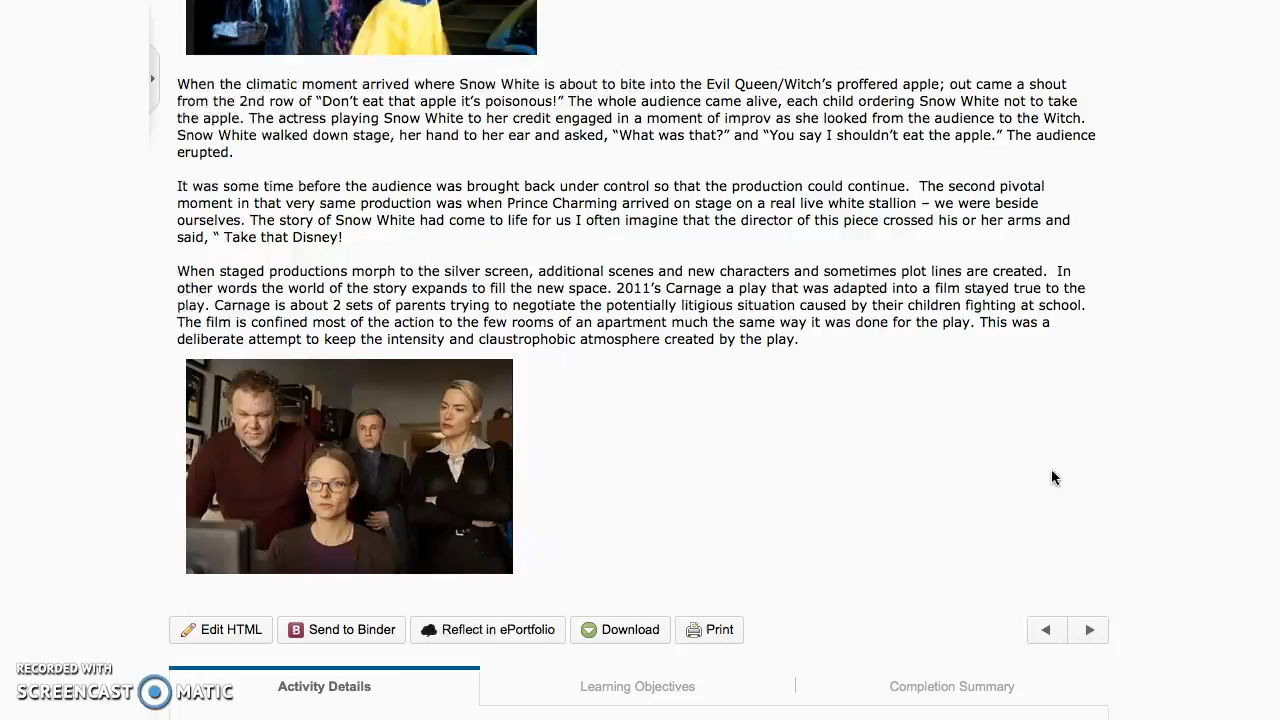 When the climatic moment arrived where Snow White is about to bite into the Evil Queen/Witch’s proffered apple; out came a shout
from the 2nd row of “Don’t eat that apple it’s poisonous!” The whole audience came alive, each child ordering Snow White not to take
the apple. The actress playing Snow White to her credit engaged in a moment of improv as she looked from the audience to the Witch.
Snow White walked down stage, her hand to her ear and asked, “What was that?” and “You say I shouldn’t eat the apple.” The audience
erupted.
It was some time before the audience was brought back under control so that the production could continue.  The second pivotal
moment in that very same production was when Prince Charming arrived on stage on a real live white stallion – we were beside
ourselves. The story of Snow White had come to life for us I often imagine that the director of this piece crossed his or her arms and
said, “ Take that Disney!
When staged productions morph to the silver screen, additional scenes and new characters and sometimes plot lines are created.  In
other words the world of the story expands to fill the new space. 2011’s Carnage a play that was adapted into a film stayed true to the
play. Carnage is about 2 sets of parents trying to negotiate the potentially litigious situation caused by their children fighting at school.
The film is confined most of the action to the few rooms of an apartment much the same way it was done for the play. This was a
deliberate attempt to keep the intensity and claustrophobic atmosphere created by the play.
Edit HTML
B Send to Binder
Reflect in ePortfolio
Download
Print
RECORDED WITH
SCREENCAST MATIC
Activity Details
Learning Objectives
Completion Summary